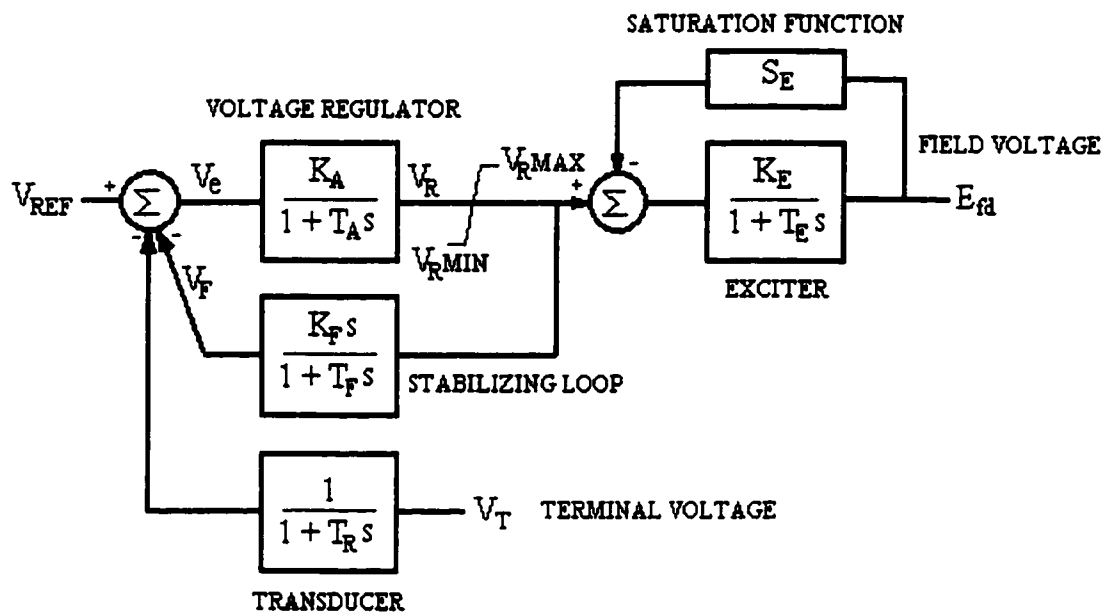 SATURATION FUNCTION
S_E
VOLTAGE REGULATOR
FIELD VOLTAGE
V_REF
+
Σ
V_e
K_A
1 + T_A s
V_R
V_RMAX
V_RMIN
+
-
Σ
K_E
1 + T_E s
E_fd
EXCITER
-
-
V_F
K_F s
1 + T_F s
STABILIZING LOOP
1
1 + T_R s
V_T
TERMINAL VOLTAGE
TRANSDUCER